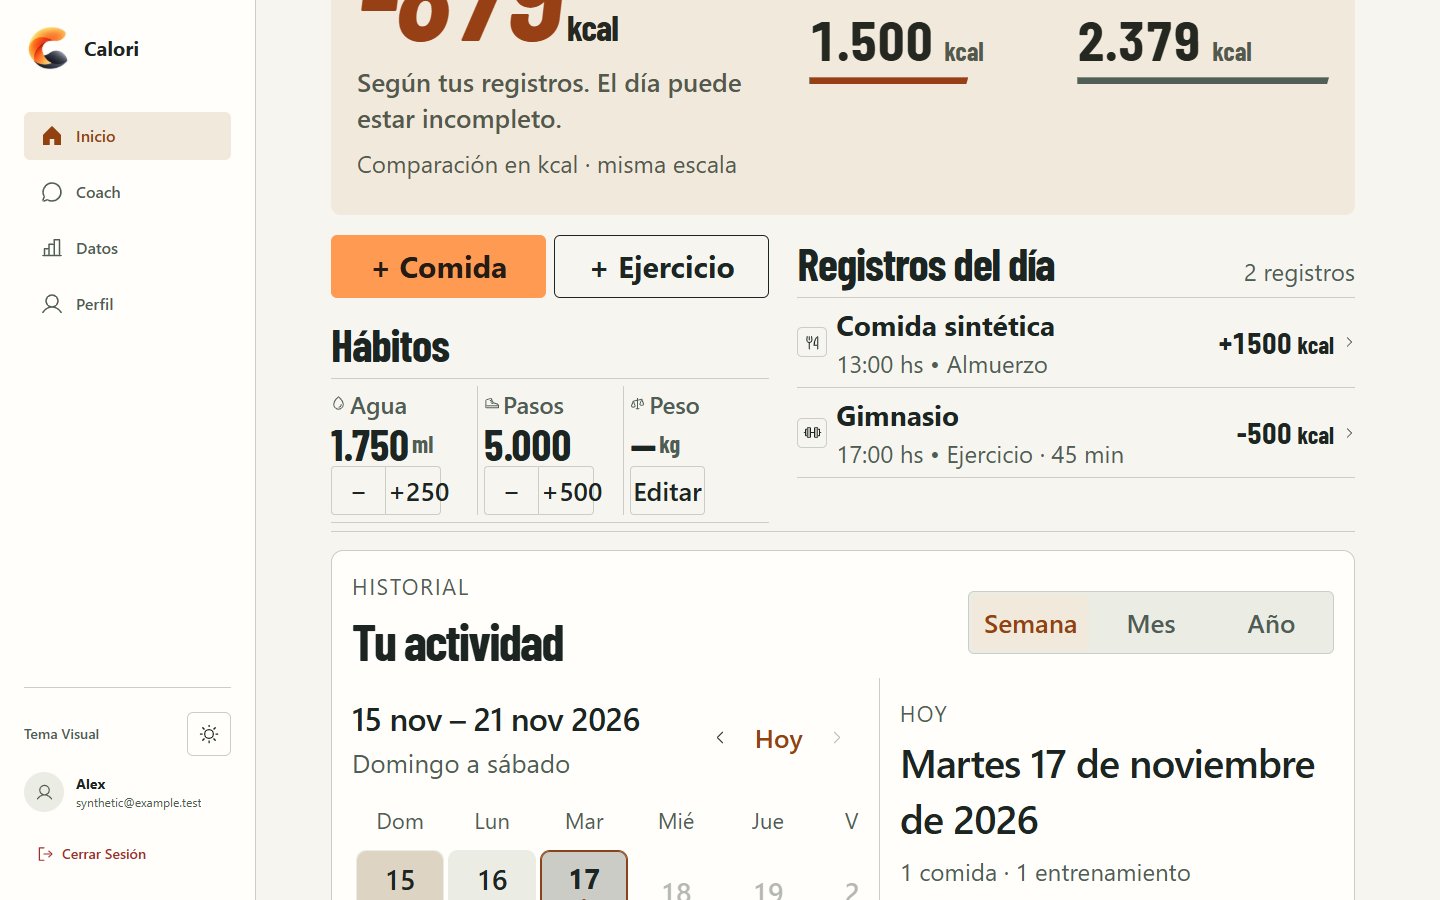 Calori
Inicio
Coach
Datos
Perfil
Tema Visual
Alex
synthetic@example.test
Cerrar Sesión
-879 kcal
Según tus registros. El día puede
estar incompleto.
Comparación en kcal · misma escala
1.500 kcal
2.379 kcal
+ Comida
+ Ejercicio
Hábitos
Agua
1.750 ml
− +250
Pasos
5.000
− +500
Peso
— kg
Editar
Registros del día
2 registros
Comida sintética
13:00 hs • Almuerzo
+1500 kcal
Gimnasio
17:00 hs • Ejercicio · 45 min
-500 kcal
HISTORIAL
Tu actividad
Semana Mes Año
15 nov – 21 nov 2026
Domingo a sábado
Hoy
Dom Lun Mar Mié Jue V
15 16 17 18 19 2
HOY
Martes 17 de noviembre
de 2026
1 comida · 1 entrenamiento